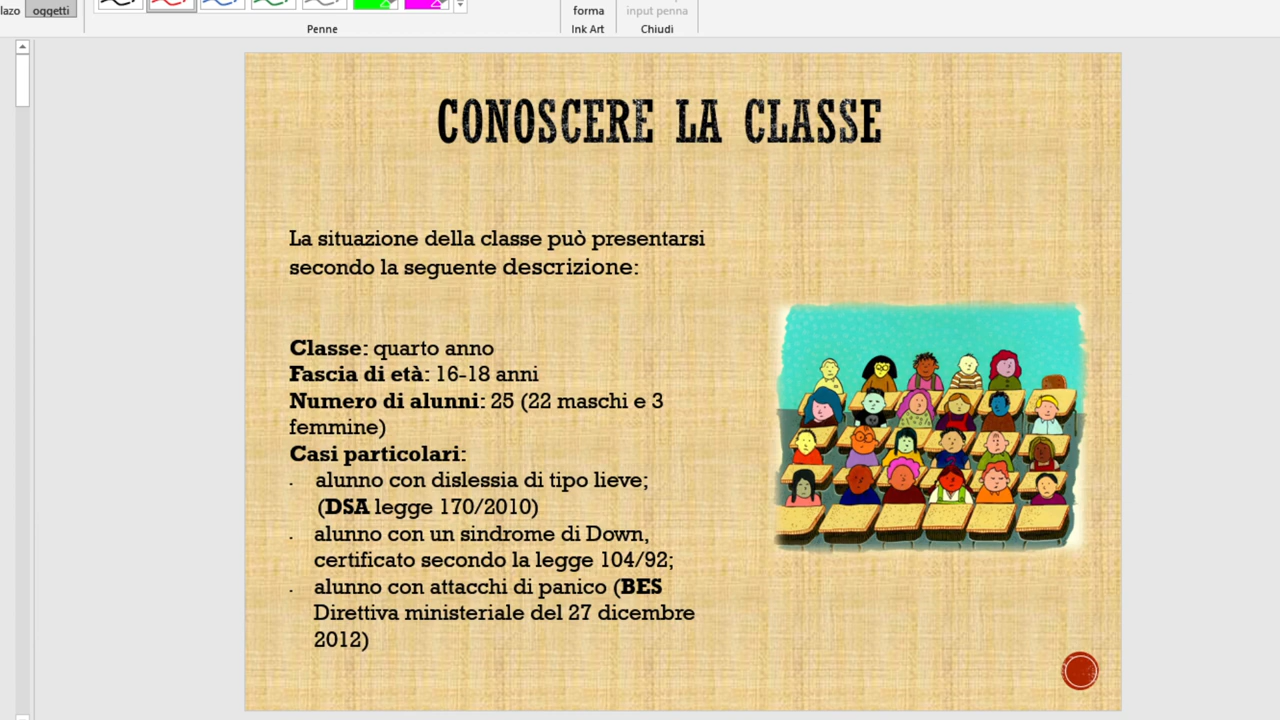 lazo
oggetti
forma
input penna
Penne
Ink Art
Chiudi
CONOSCERE LA CLASSE
La situazione della classe può presentarsi
secondo la seguente descrizione:
Classe: quarto anno
Fascia di età: 16-18 anni
Numero di alunni: 25 (22 maschi e 3
femmine)
Casi particolari:
. alunno con dislessia di tipo lieve;
(DSA legge 170/2010)
. alunno con un sindrome di Down,
certificato secondo la legge 104/92;
. alunno con attacchi di panico (BES
Direttiva ministeriale del 27 dicembre
2012)